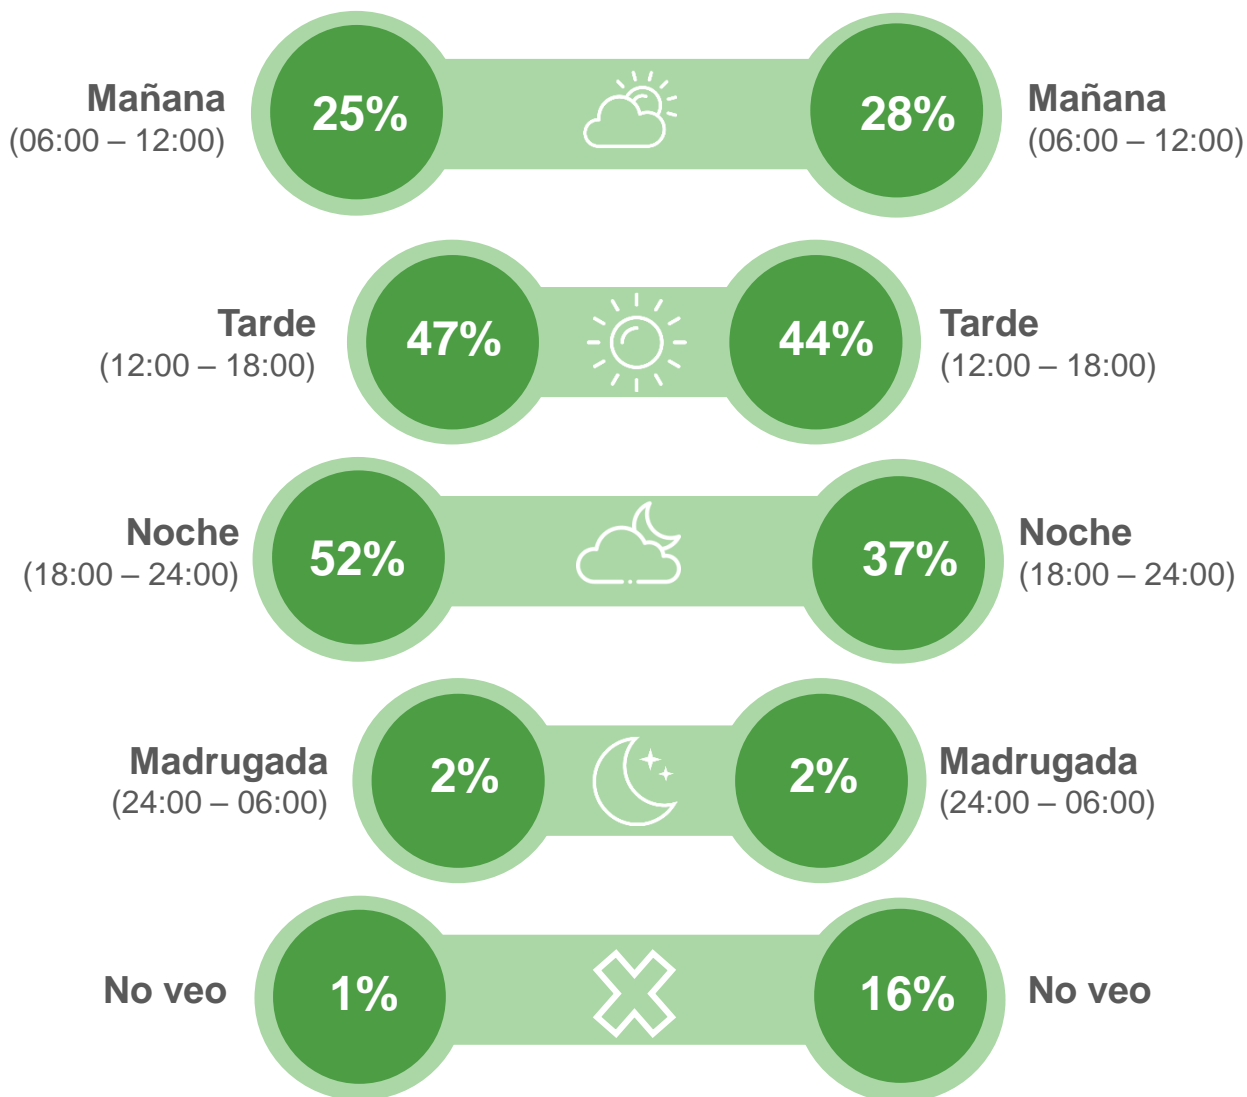 Mañana
(06:00 – 12:00)
25%
28%
Mañana
(06:00 – 12:00)
Tarde
(12:00 – 18:00)
47%
44%
Tarde
(12:00 – 18:00)
Noche
(18:00 – 24:00)
52%
37%
Noche
(18:00 – 24:00)
Madrugada
(24:00 – 06:00)
2%
2%
Madrugada
(24:00 – 06:00)
No veo
1%
16%
No veo